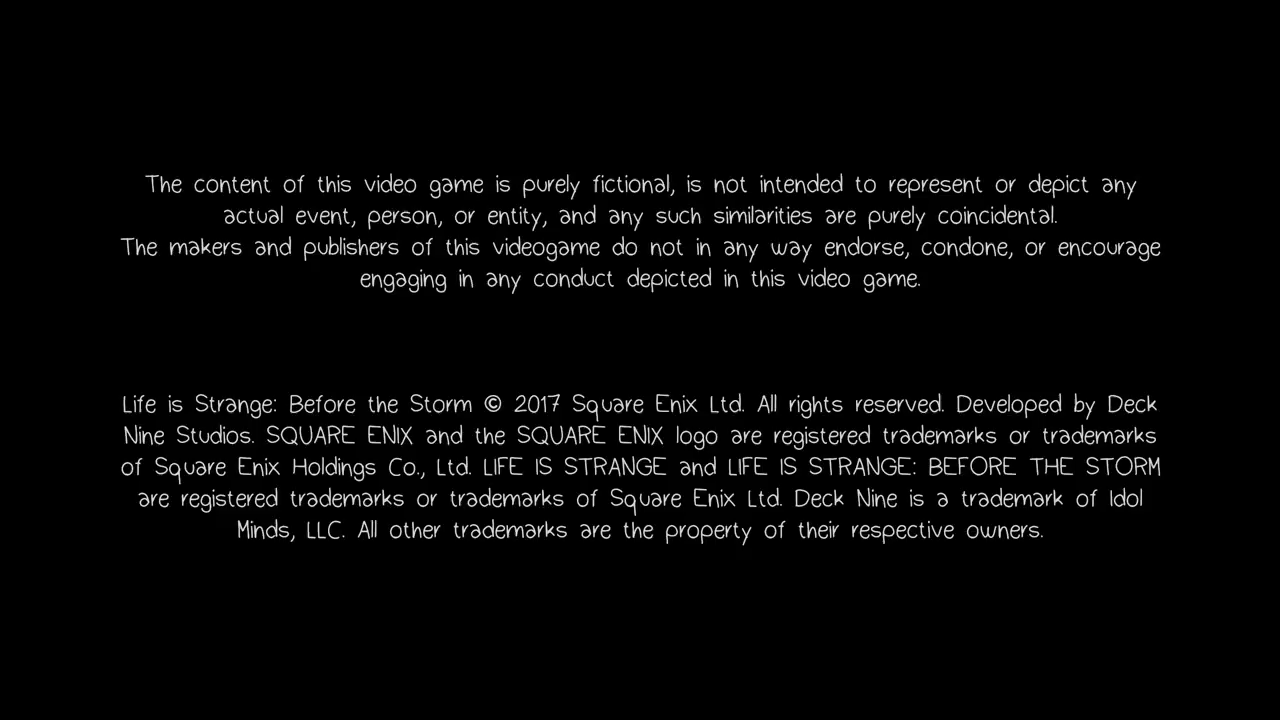 The content of this video game is purely fictional, is not intended to represent or depict any
actual event, person, or entity, and any such similarities are purely coincidental.
The makers and publishers of this videogame do not in any way endorse, condone, or encourage
engaging in any conduct depicted in this video game.
Life is Strange: Before the Storm © 2017 Square Enix Ltd. All rights reserved. Developed by Deck
Nine Studios. SQUARE ENIX and the SQUARE ENIX logo are registered trademarks or trademarks
of Square Enix Holdings Co., Ltd. LIFE IS STRANGE and LIFE IS STRANGE: BEFORE THE STORM
are registered trademarks or trademarks of Square Enix Ltd. Deck Nine is a trademark of Idol
Minds, LLC. All other trademarks are the property of their respective owners.